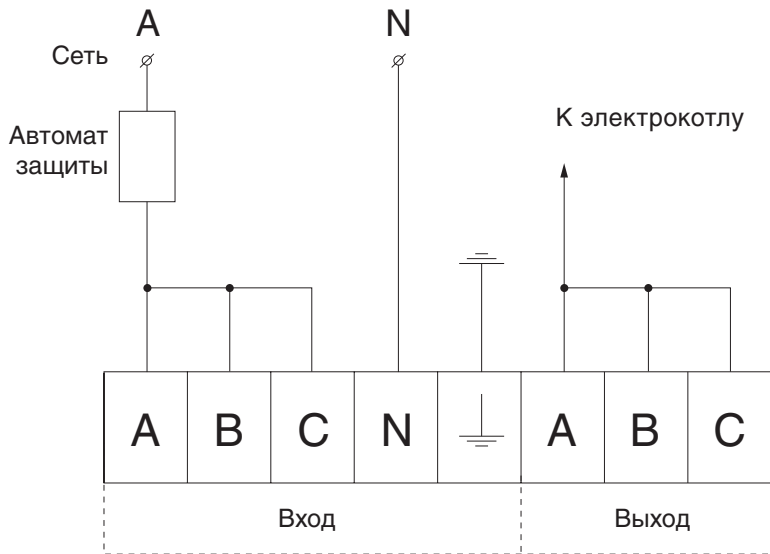 A N
Сеть
Автомат
защиты
К электрокотлу
A B C N A B C
Вход Выход